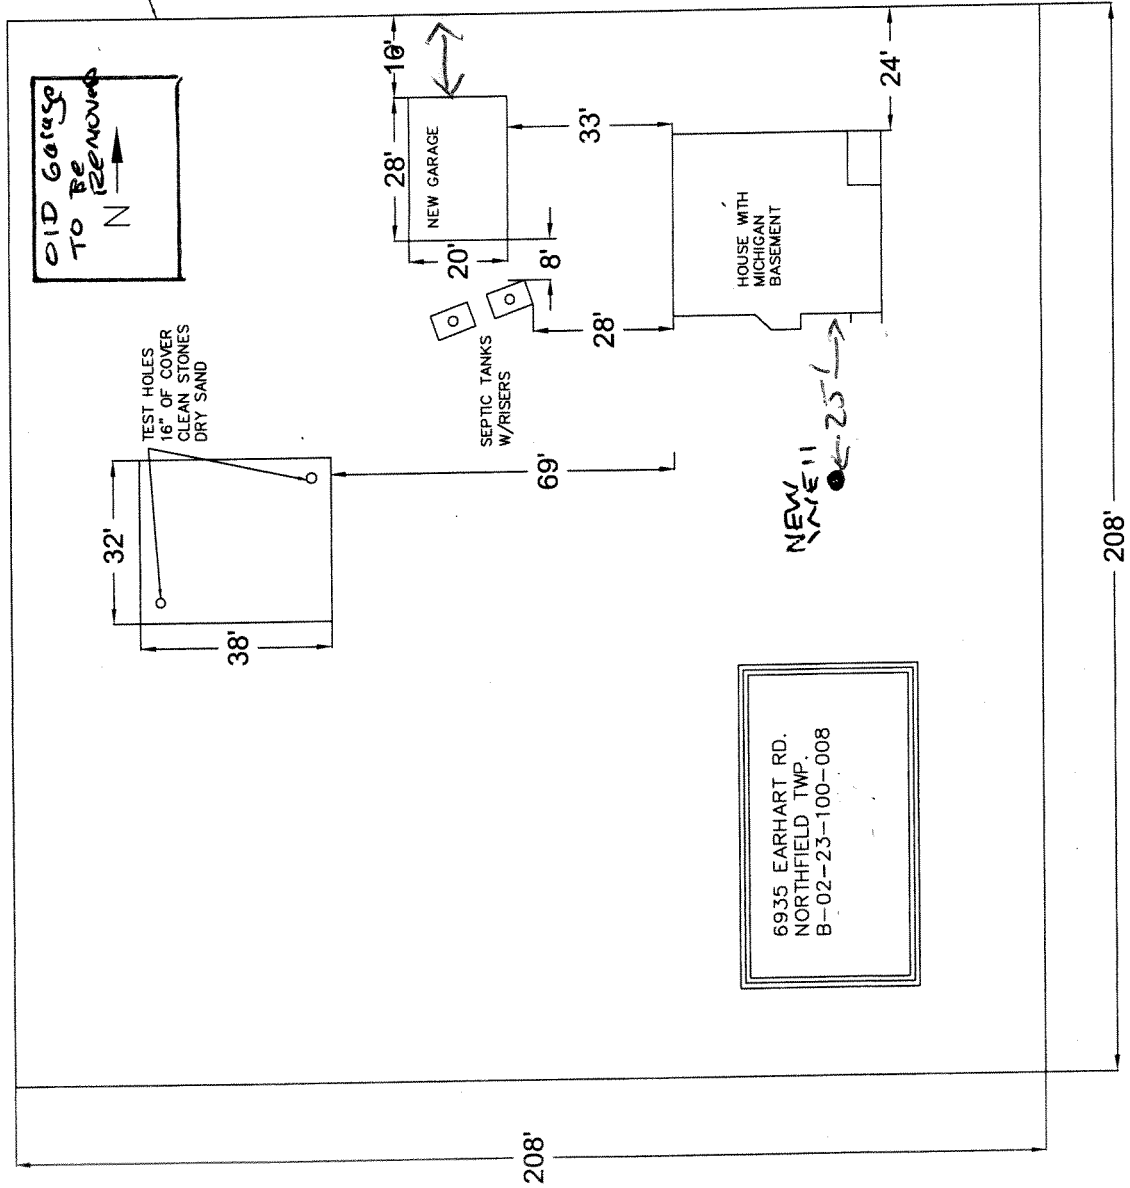 OlD Garage
TO Be
REMOVED
N
16'
24'
28'
NEW GARAGE
33'
20'
8'
HOUSE WITH
MICHIGAN
BASEMENT
28'
SEPTIC TANKS
W/RISERS
TEST HOLES
16" OF COVER
CLEAN STONES
DRY SAND
32'
38'
69'
NEW
WEll
25'
208'
6935 EARHART RD.
NORTHFIELD TWP.
B-02-23-100-008
208'